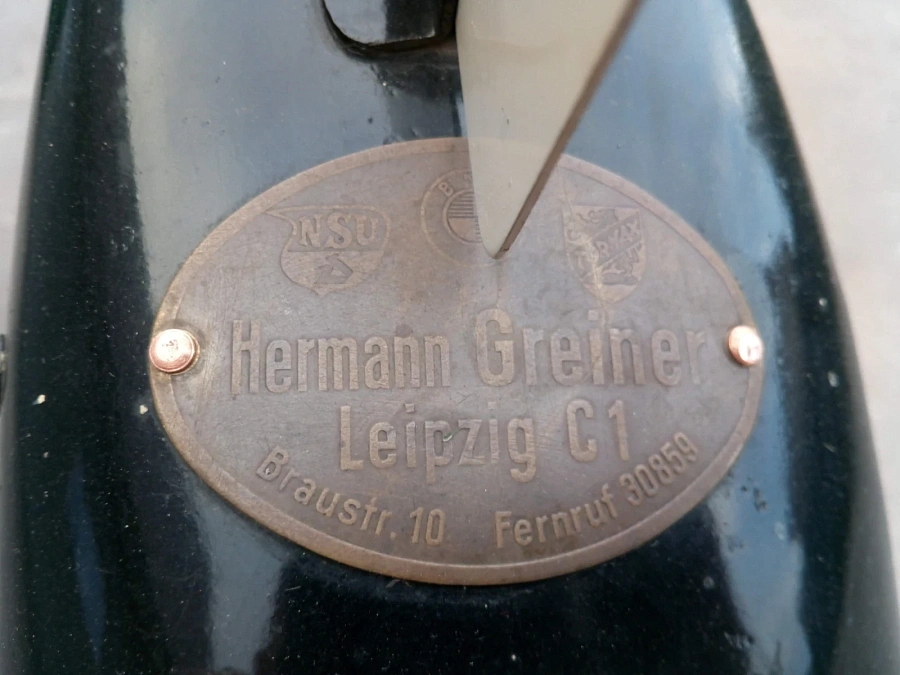 NSU
B
Hermann Greiner
Leipzig C1
Braustr. 10 Fernruf 30859